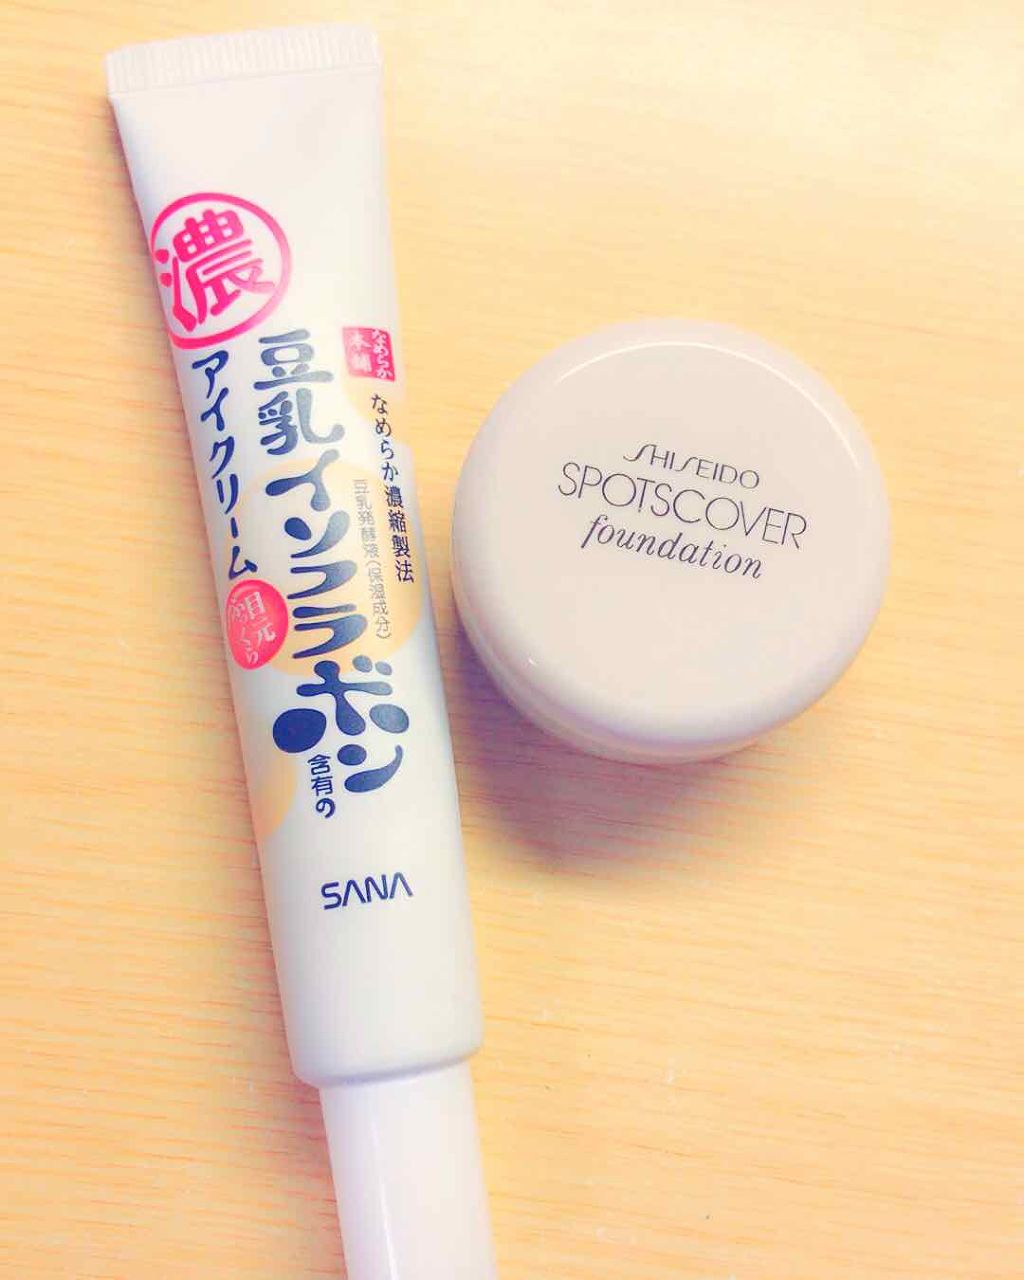 なめらか
本舗
なめらか濃縮製法
豆乳発酵液(保湿成分)
豆乳イソフラボン
含有の
濃
アイクリーム
目元
ふっくら
SANA
SHISEIDO
SPOTSCOVER
foundation